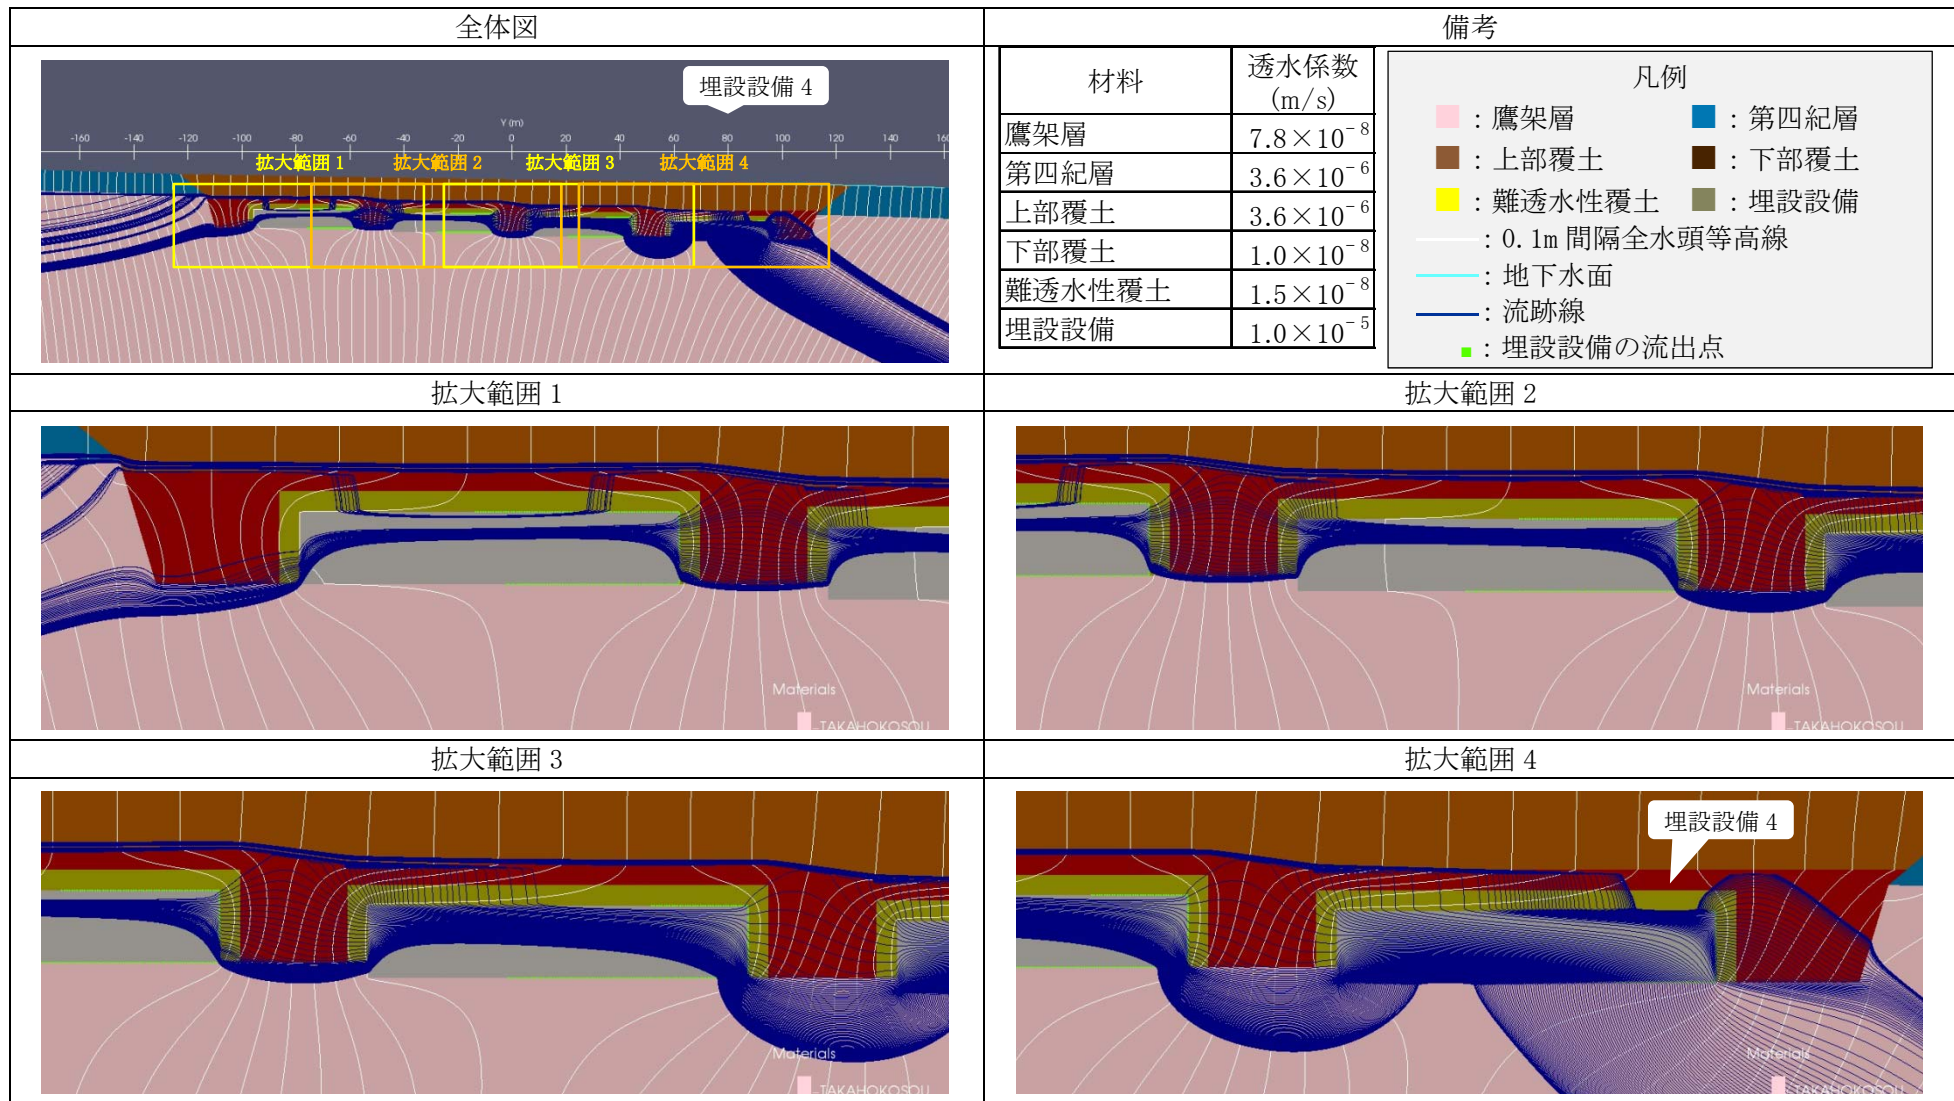 全体図
備考
埋設設備 4
Y (m)
-160 -140 -120 -100 -80 -60 -40 -20 0 20 40 60 80 100 120 140 160
拡大範囲 1 拡大範囲 2 拡大範囲 3 拡大範囲 4
材料 透水係数
(m/s)
鷹架層 7.8×10⁻⁸
第四紀層 3.6×10⁻⁶
上部覆土 3.6×10⁻⁶
下部覆土 1.0×10⁻⁸
難透水性覆土 1.5×10⁻⁸
埋設設備 1.0×10⁻⁵
凡例
：鷹架層 ：第四紀層
：上部覆土 ：下部覆土
：難透水性覆土 ：埋設設備
：0.1m 間隔全水頭等高線
：地下水面
：流跡線
：埋設設備の流出点
拡大範囲 1
拡大範囲 2
Materials
TAKAHOKOSOU
Materials
TAKAHOKOSOU
拡大範囲 3
拡大範囲 4
埋設設備 4
Materials
TAKAHOKOSOU
Materials
TAKAHOKOSOU